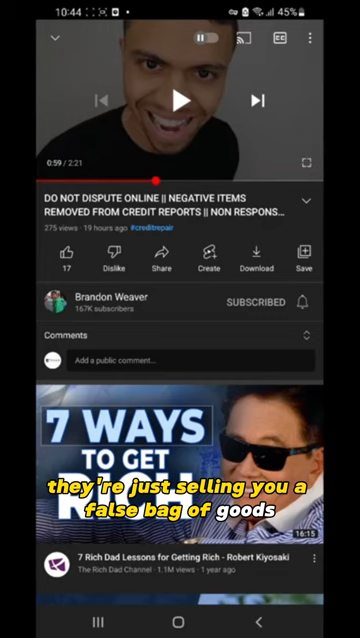 10:44
45%
CC
0:59 / 2:21
DO NOT DISPUTE ONLINE || NEGATIVE ITEMS
REMOVED FROM CREDIT REPORTS || NON RESPONS...
275 views · 19 hours ago #creditrepair
17 Dislike Share Create Download Save
Brandon Weaver
167K subscribers
SUBSCRIBED
Comments
Add a public comment...
7 WAYS
TO GET
RICH
they're just selling you a
false bag of goods
16:15
7 Rich Dad Lessons for Getting Rich - Robert Kiyosaki
The Rich Dad Channel · 1.1M views · 1 year ago